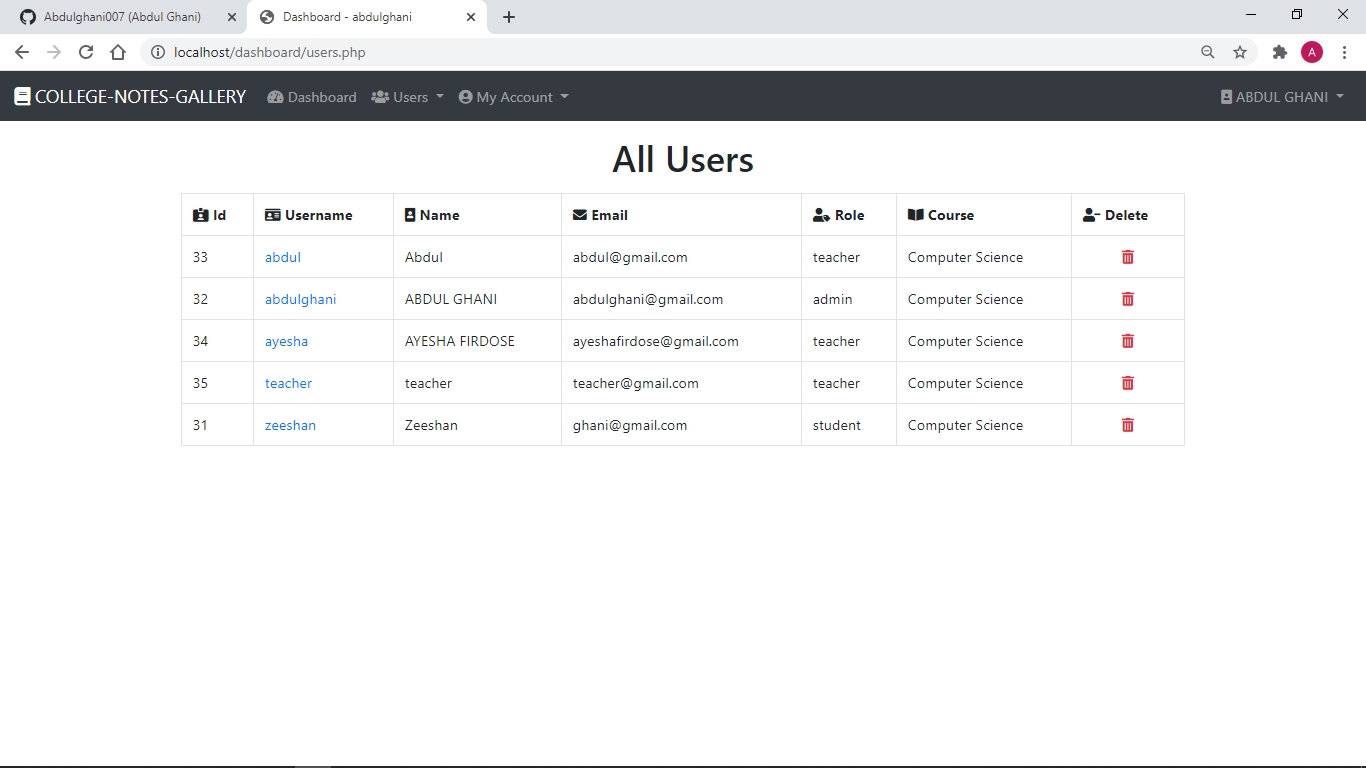 Abdulghani007 (Abdul Ghani)
Dashboard - abdulghani
localhost/dashboard/users.php
A
COLLEGE-NOTES-GALLERY Dashboard Users My Account ABDUL GHANI
All Users
Id Username Name Email Role Course Delete
33 abdul Abdul abdul@gmail.com teacher Computer Science
32 abdulghani ABDUL GHANI abdulghani@gmail.com admin Computer Science
34 ayesha AYESHA FIRDOSE ayeshafirdose@gmail.com teacher Computer Science
35 teacher teacher teacher@gmail.com teacher Computer Science
31 zeeshan Zeeshan ghani@gmail.com student Computer Science